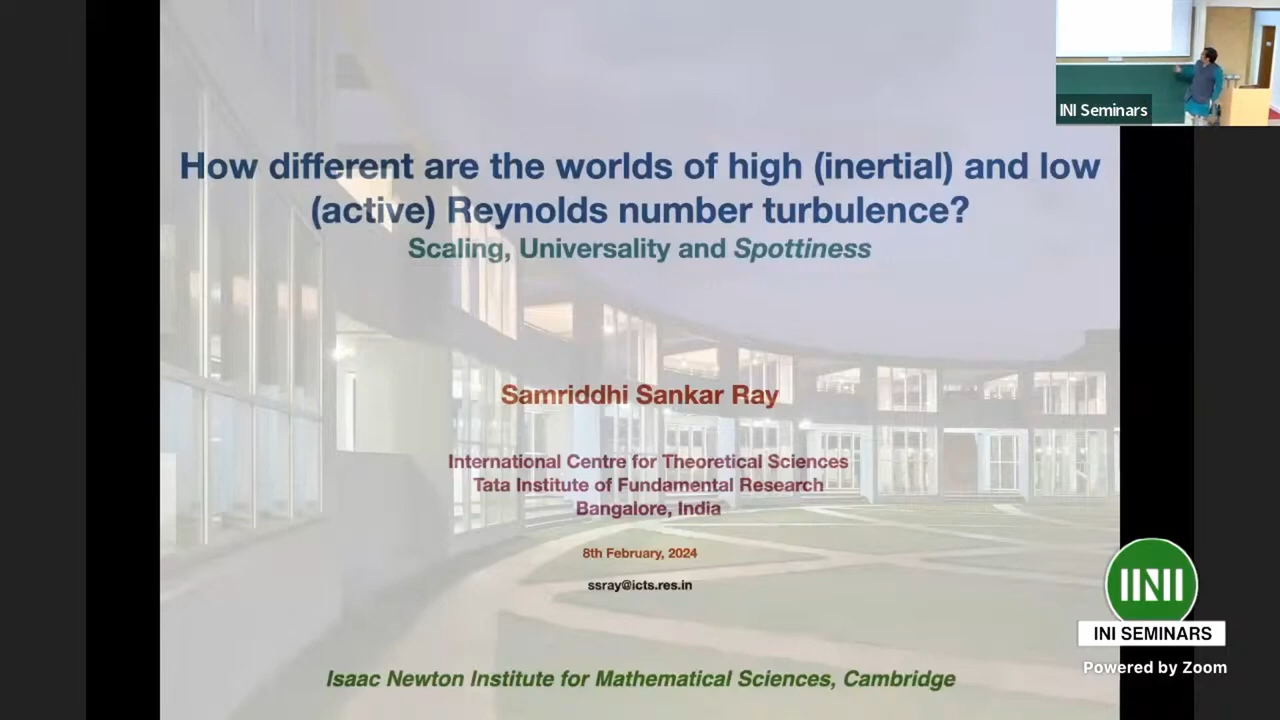 How different are the worlds of high (inertial) and low
(active) Reynolds number turbulence?
Scaling, Universality and Spottiness
Samriddhi Sankar Ray
International Centre for Theoretical Sciences
Tata Institute of Fundamental Research
Bangalore, India
8th February, 2024
ssray@icts.res.in
Isaac Newton Institute for Mathematical Sciences, Cambridge
INI Seminars
INI
INI SEMINARS
Powered by Zoom